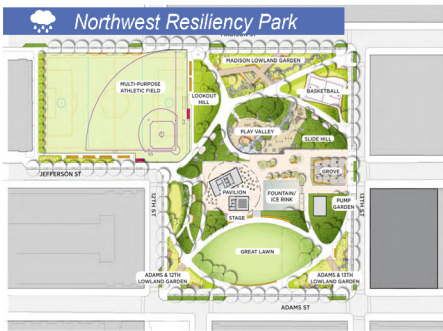 Northwest Resiliency Park
MADISON ST
MADISON LOWLAND GARDEN
MULTI-PURPOSE
ATHLETIC FIELD
BASKETBALL
LOOKOUT
HILL
PLAY VALLEY
SLIDE HILL
JEFFERSON ST
GROVE
12TH ST
PAVILION
FOUNTAIN/
ICE RINK
PUMP
GARDEN
13TH ST
STAGE
GREAT LAWN
ADAMS & 12TH
LOWLAND GARDEN
ADAMS & 13TH
LOWLAND GARDEN
ADAMS ST